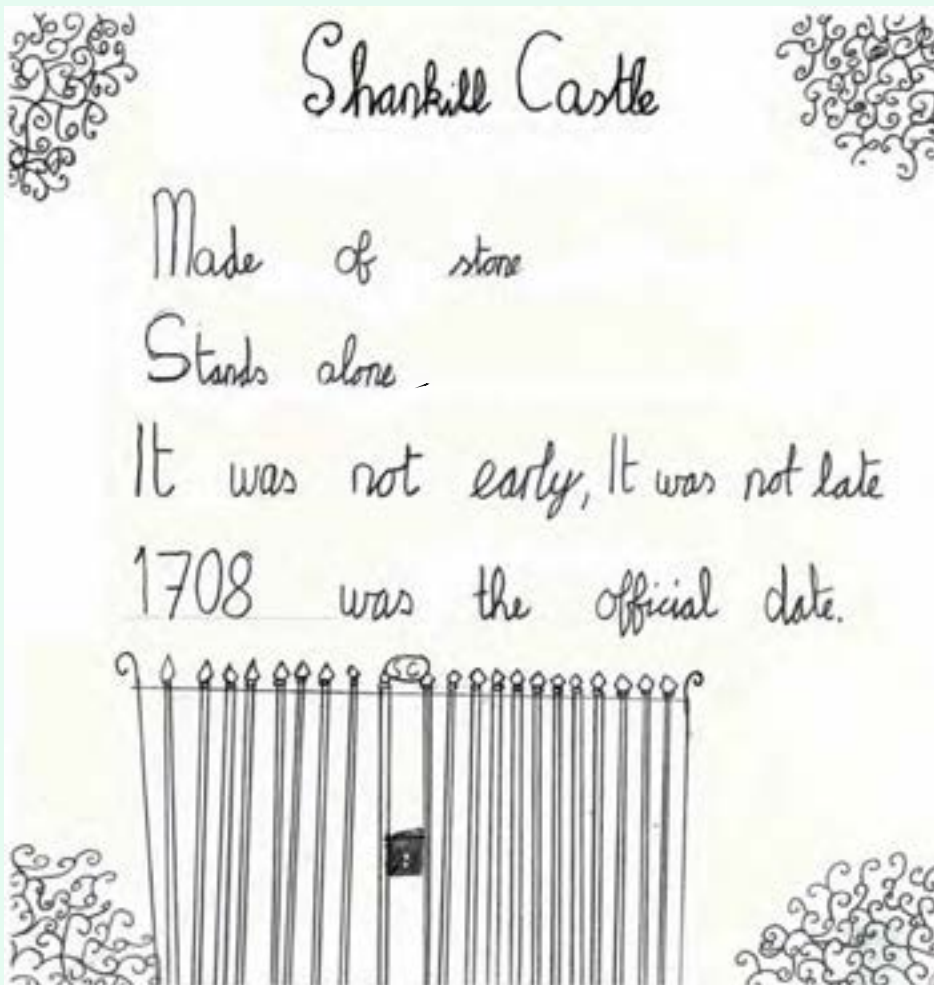 Shankill Castle
Made of stone
Stands alone
It was not early, It was not late
1708 was the official date.
SC